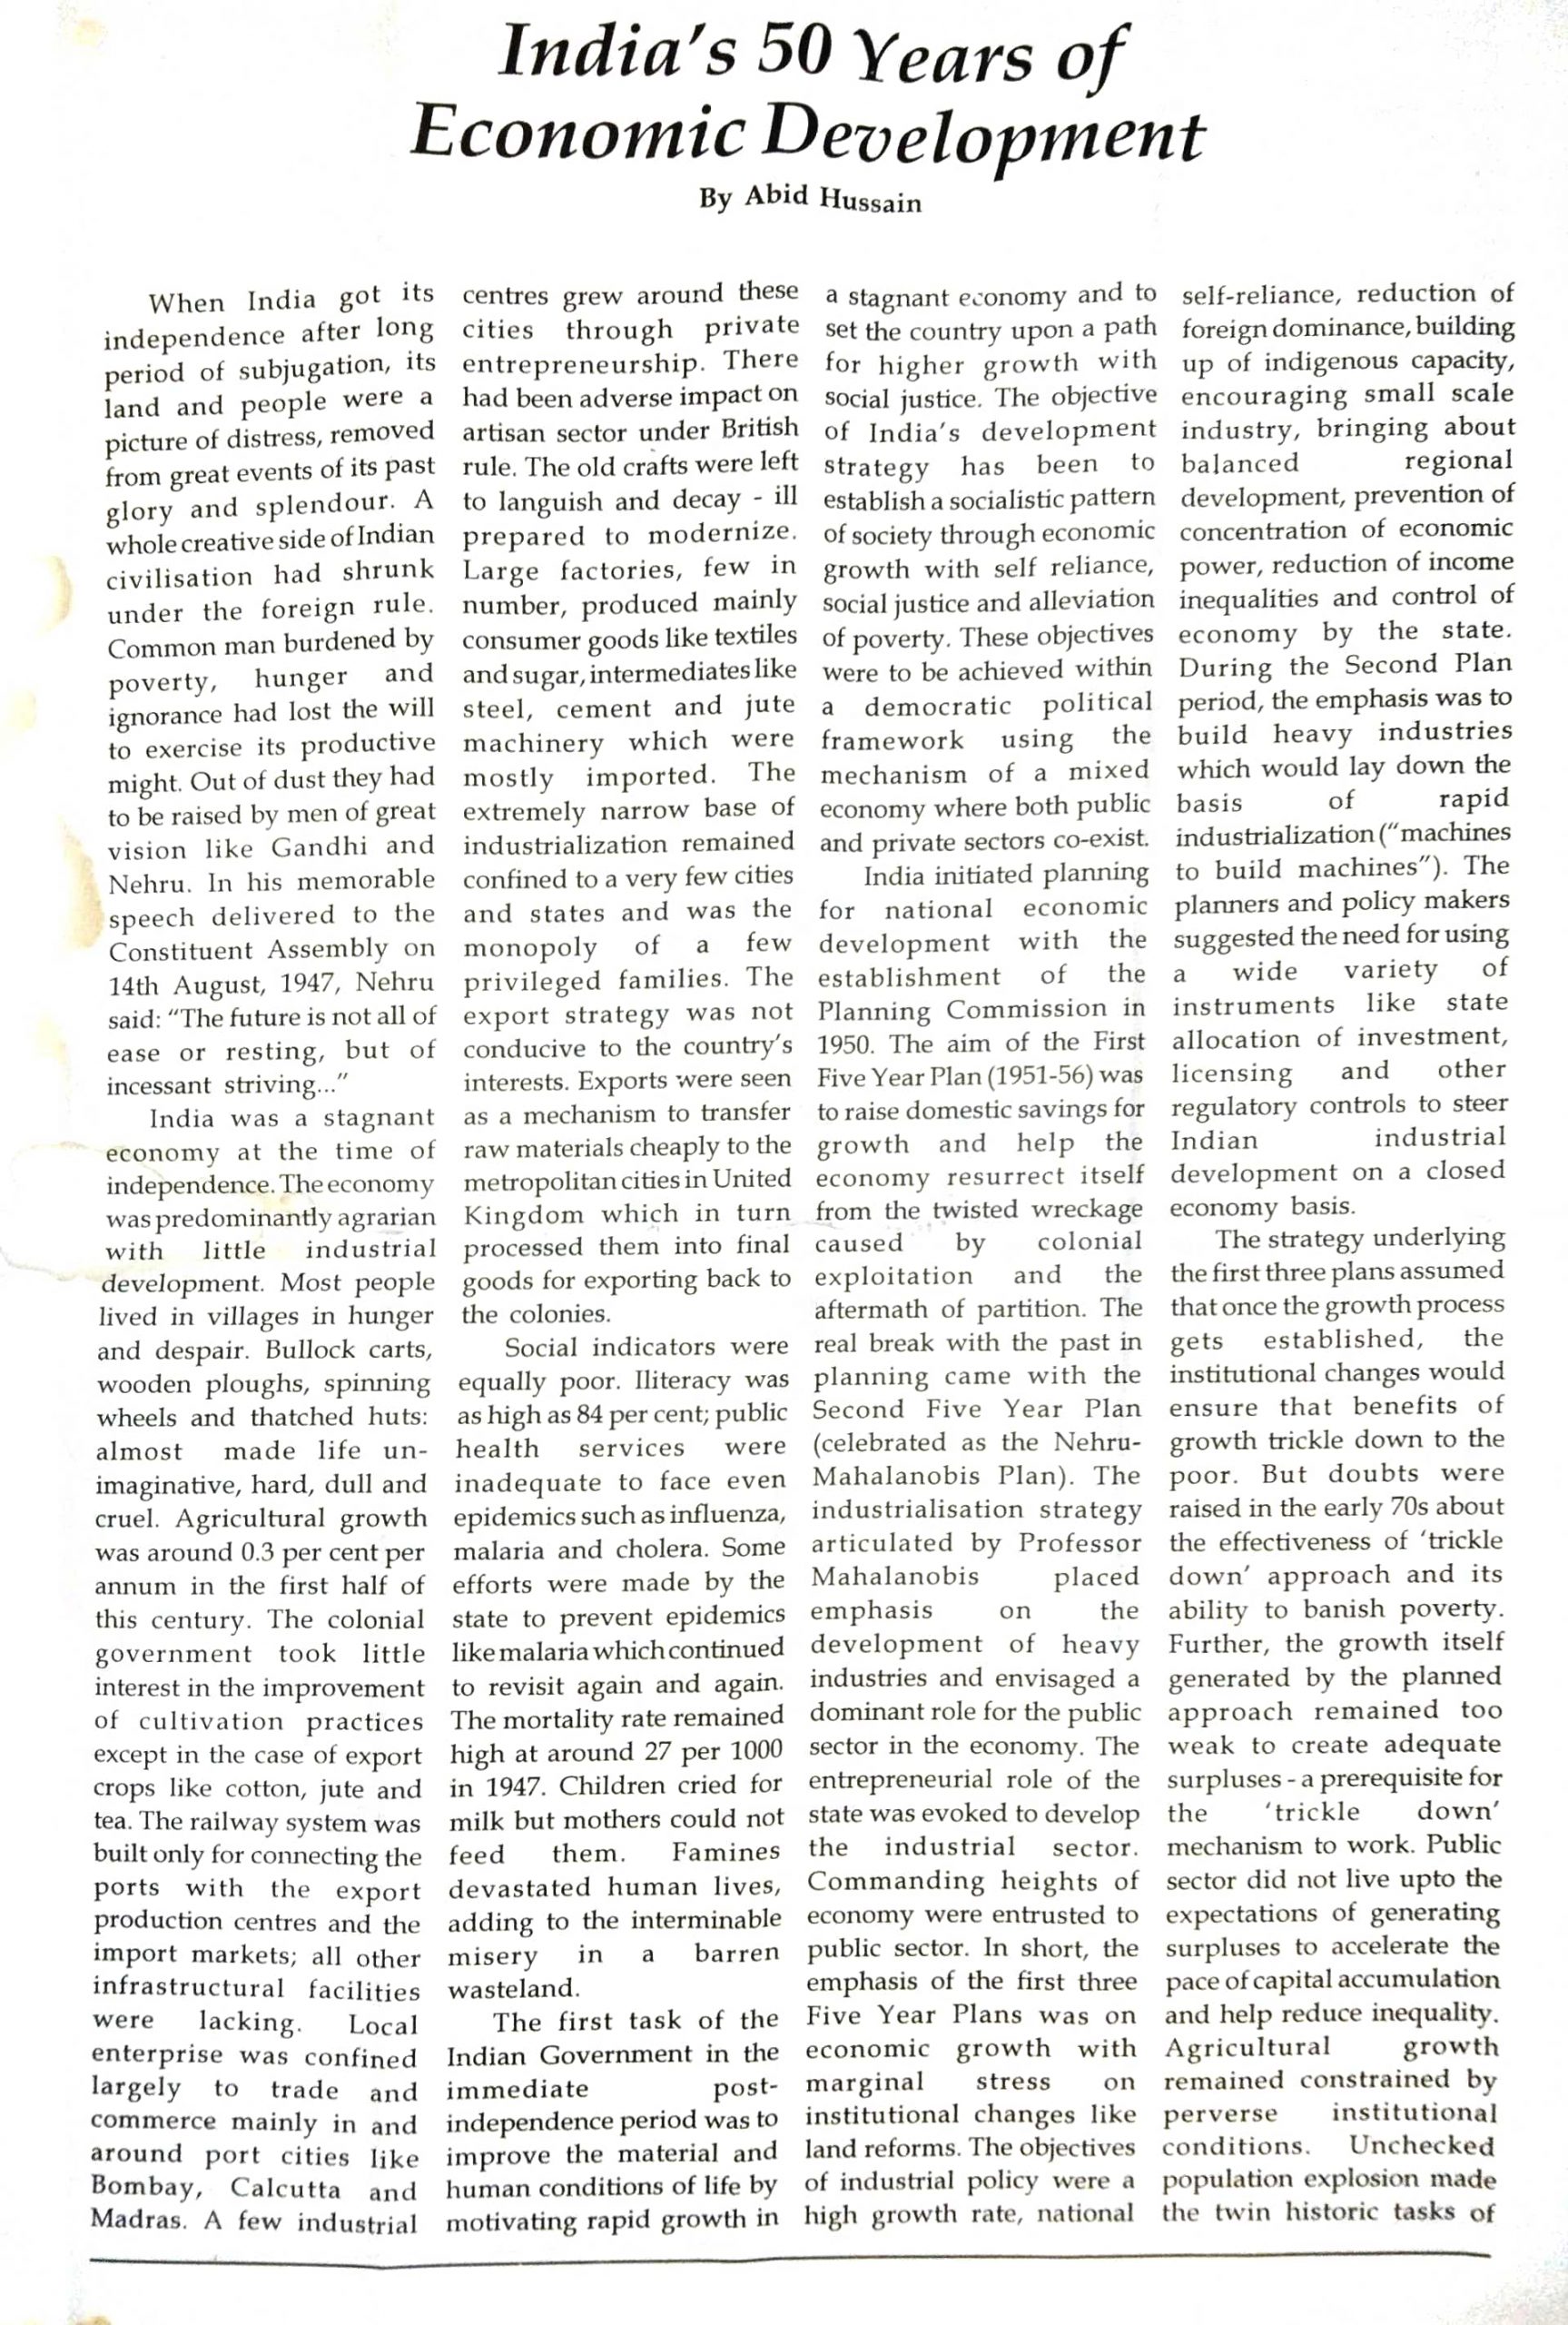 India's 50 Years of
Economic Development
By Abid Hussain
When India got its
independence after long
period of subjugation, its
land and people were a
picture of distress, removed
from great events of its past
glory and splendour. A
whole creative side of Indian
civilisation had shrunk
under the foreign rule.
Common man burdened by
poverty, hunger and
ignorance had lost the will
to exercise its productive
might. Out of dust they had
to be raised by men of great
vision like Gandhi and
Nehru. In his memorable
speech delivered to the
Constituent Assembly on
14th August, 1947, Nehru
said: "The future is not all of
ease or resting, but of
incessant striving..."
India was a stagnant
economy at the time of
independence. The economy
was predominantly agrarian
with little industrial
development. Most people
lived in villages in hunger
and despair. Bullock carts,
wooden ploughs, spinning
wheels and thatched huts:
almost made life un-
imaginative, hard, dull and
cruel. Agricultural growth
was around 0.3 per cent per
annum in the first half of
this century. The colonial
government took little
interest in the improvement
of cultivation practices
except in the case of export
crops like cotton, jute and
tea. The railway system was
built only for connecting the
ports with the export
production centres and the
import markets; all other
infrastructural facilities
were lacking. Local
enterprise was confined
largely to trade and
commerce mainly in and
around port cities like
Bombay, Calcutta and
Madras. A few industrial
centres grew around these
cities through private
entrepreneurship. There
had been adverse impact on
artisan sector under British
rule. The old crafts were left
to languish and decay - ill
prepared to modernize.
Large factories, few in
number, produced mainly
consumer goods like textiles
and sugar, intermediates like
steel, cement and jute
machinery which were
mostly imported. The
extremely narrow base of
industrialization remained
confined to a very few cities
and states and was the
monopoly of a few
privileged families. The
export strategy was not
conducive to the country's
interests. Exports were seen
as a mechanism to transfer
raw materials cheaply to the
metropolitan cities in United
Kingdom which in turn
processed them into final
goods for exporting back to
the colonies.
Social indicators were
equally poor. Iliteracy was
as high as 84 per cent; public
health services were
inadequate to face even
epidemics such as influenza,
malaria and cholera. Some
efforts were made by the
state to prevent epidemics
like malaria which continued
to revisit again and again.
The mortality rate remained
high at around 27 per 1000
in 1947. Children cried for
milk but mothers could not
feed them. Famines
devastated human lives,
adding to the interminable
misery in a barren
wasteland.
The first task of the
Indian Government in the
immediate post-
independence period was to
improve the material and
human conditions of life by
motivating rapid growth in
a stagnant economy and to
set the country upon a path
for higher growth with
social justice. The objective
of India's development
strategy has been to
establish a socialistic pattern
of society through economic
growth with self reliance,
social justice and alleviation
of poverty. These objectives
were to be achieved within
a democratic political
framework using the
mechanism of a mixed
economy where both public
and private sectors co-exist.
India initiated planning
for national economic
development with the
establishment of the
Planning Commission in
1950. The aim of the First
Five Year Plan (1951-56) was
to raise domestic savings for
growth and help the
economy resurrect itself
from the twisted wreckage
caused by colonial
exploitation and the
aftermath of partition. The
real break with the past in
planning came with the
Second Five Year Plan
(celebrated as the Nehru-
Mahalanobis Plan). The
industrialisation strategy
articulated by Professor
Mahalanobis placed
emphasis on the
development of heavy
industries and envisaged a
dominant role for the public
sector in the economy. The
entrepreneurial role of the
state was evoked to develop
the industrial sector.
Commanding heights of
economy were entrusted to
public sector. In short, the
emphasis of the first three
Five Year Plans was on
economic growth with
marginal stress on
institutional changes like
land reforms. The objectives
of industrial policy were a
high growth rate, national
self-reliance, reduction of
foreign dominance, building
up of indigenous capacity,
encouraging small scale
industry, bringing about
balanced regional
development, prevention of
concentration of economic
power, reduction of income
inequalities and control of
economy by the state.
During the Second Plan
period, the emphasis was to
build heavy industries
which would lay down the
basis of rapid
industrialization ("machines
to build machines"). The
planners and policy makers
suggested the need for using
a wide variety of
instruments like state
allocation of investment,
licensing and other
regulatory controls to steer
Indian industrial
development on a closed
economy basis.
The strategy underlying
the first three plans assumed
that once the growth process
gets established, the
institutional changes would
ensure that benefits of
growth trickle down to the
poor. But doubts were
raised in the early 70s about
the effectiveness of 'trickle
down' approach and its
ability to banish poverty.
Further, the growth itself
generated by the planned
approach remained too
weak to create adequate
surpluses - a prerequisite for
the 'trickle down'
mechanism to work. Public
sector did not live upto the
expectations of generating
surpluses to accelerate the
pace of capital accumulation
and help reduce inequality.
Agricultural growth
remained constrained by
perverse institutional
conditions. Unchecked
population explosion made
the twin historic tasks of